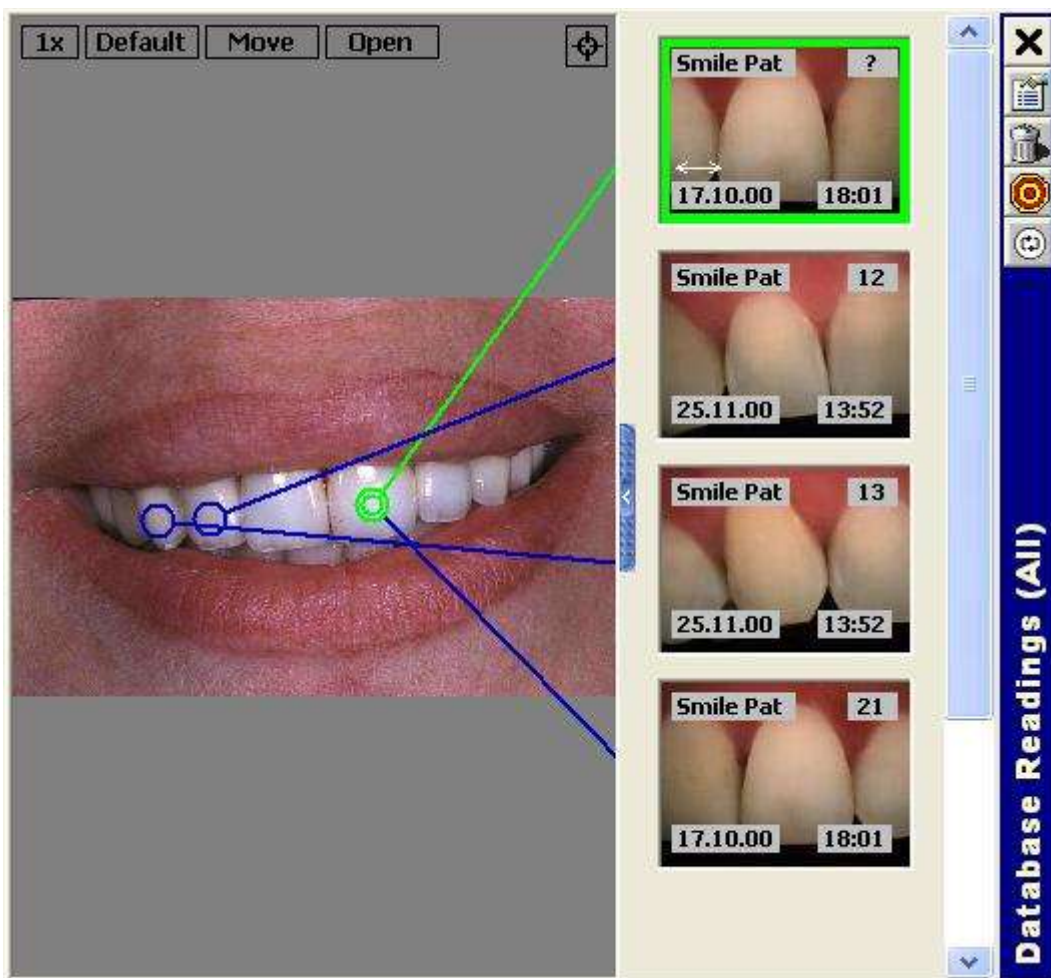 1x Default Move Open
Smile Pat ?
17.10.00 18:01
Smile Pat 12
25.11.00 13:52
Smile Pat 13
25.11.00 13:52
Smile Pat 21
17.10.00 18:01
Database Readings (All)